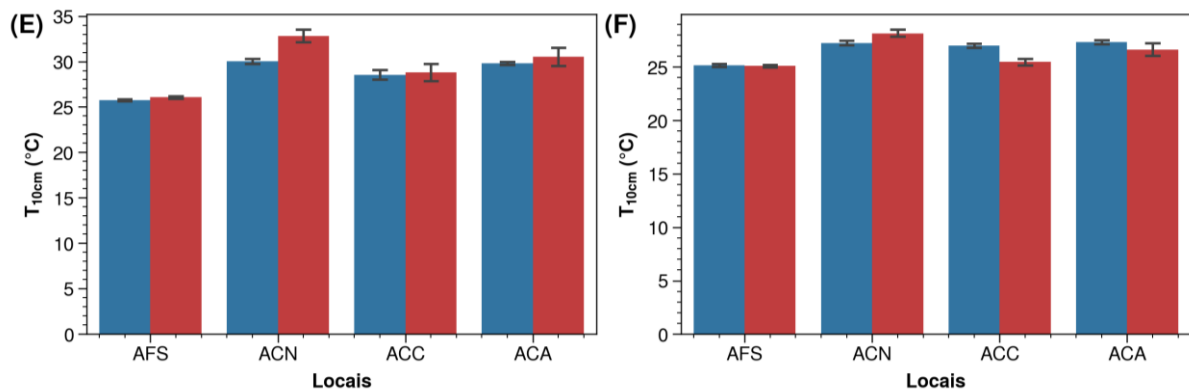 (E)
T10cm (°C)
35
30
25
20
15
10
5
0
AFS ACN ACC ACA
Locais
(F)
T10cm (°C)
25
20
15
10
5
0
AFS ACN ACC ACA
Locais